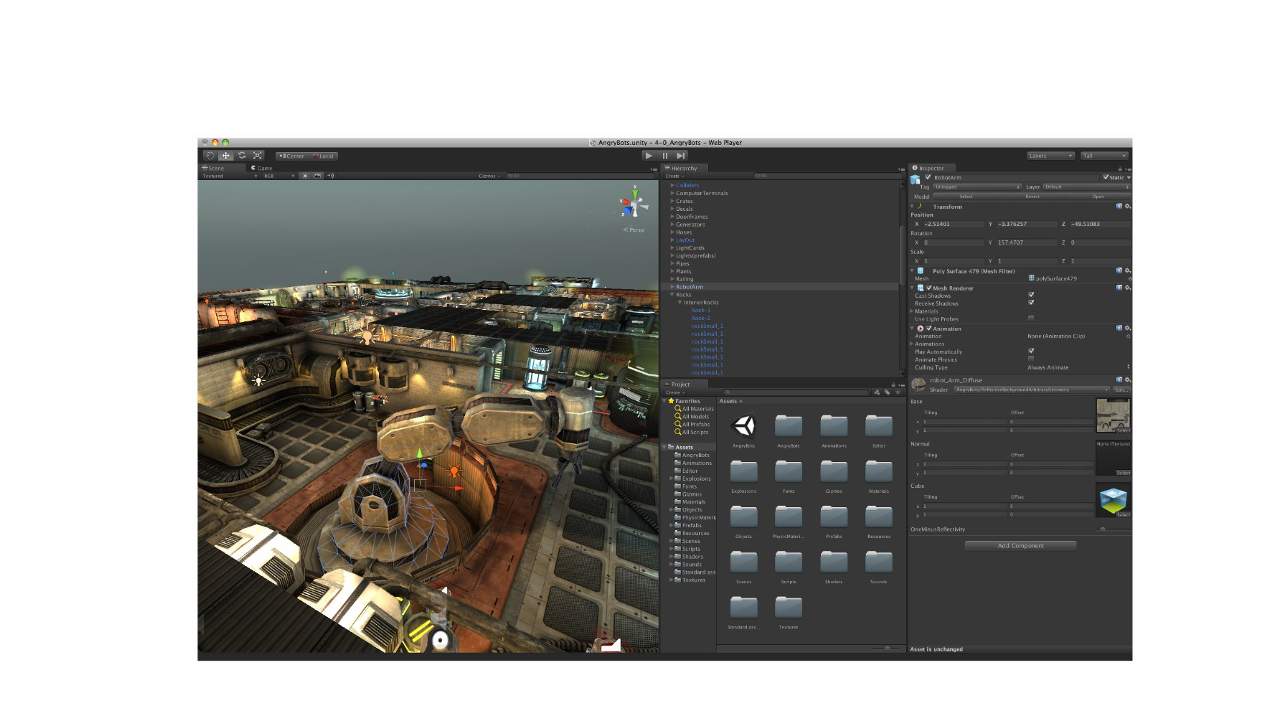 AngryBots.unity - 4-0_AngryBots - Web Player
Center Local
Layers Tall
Scene Game
Textured RGB Gizmos
Persp
Hierarchy
Create
Colliders
ComputerTerminals
Crates
Decals
DoorFrames
Generators
Hoses
LayOut
LightCards
Lights(prefabs)
Pipes
Plants
Railing
RobotArm
Rocks
InteriorRocks
Rock-1
Rock-2
rockSmall_1
rockSmall_1
rockSmall_1
rockSmall_1
rockSmall_1
rockSmall_1
rockSmall_1
Project
Create
Favorites
All Materials
All Models
All Prefabs
All Scripts
Assets
AngryBots
Animations
Editor
Explosions
Fonts
Gizmos
Materials
Objects
PhysicMateri
Prefabs
Resources
Scenes
Scripts
Shaders
Sounds
Standard ass
Textures
Assets
AngryBots AngryBots Animations Editor
Explosions Fonts Gizmos Materials
Objects PhysicMateri... Prefabs Resources
Scenes Scripts Shaders Sounds
Standard ass... Textures
Inspector
RobotArm Static
Tag Untagged Layer Default
Model Select Revert Open
Transform
Position
X -2.51401 Y -3.376257 Z -49.51083
Rotation
X 0 Y 157.4707 Z 0
Scale
X 1 Y 1 Z 1
Poly Surface 479 (Mesh Filter)
Mesh polySurface479
Mesh Renderer
Cast Shadows
Receive Shadows
Materials
Use Light Probes
Animation
Animation None (Animation Clip)
Animations
Play Automatically
Animate Physics
Culling Type Always Animate
robot_Arm_Diffuse
Shader
Base
Tiling Offset
x 1 0
y 1 0
Select
Normal
None (Texture)
Tiling Offset
x 1 0
y 1 0
Select
Cube
Tiling Offset
x 1 0
y 1 0
Select
OneMinusReflectivity
Add Component
Asset is unchanged